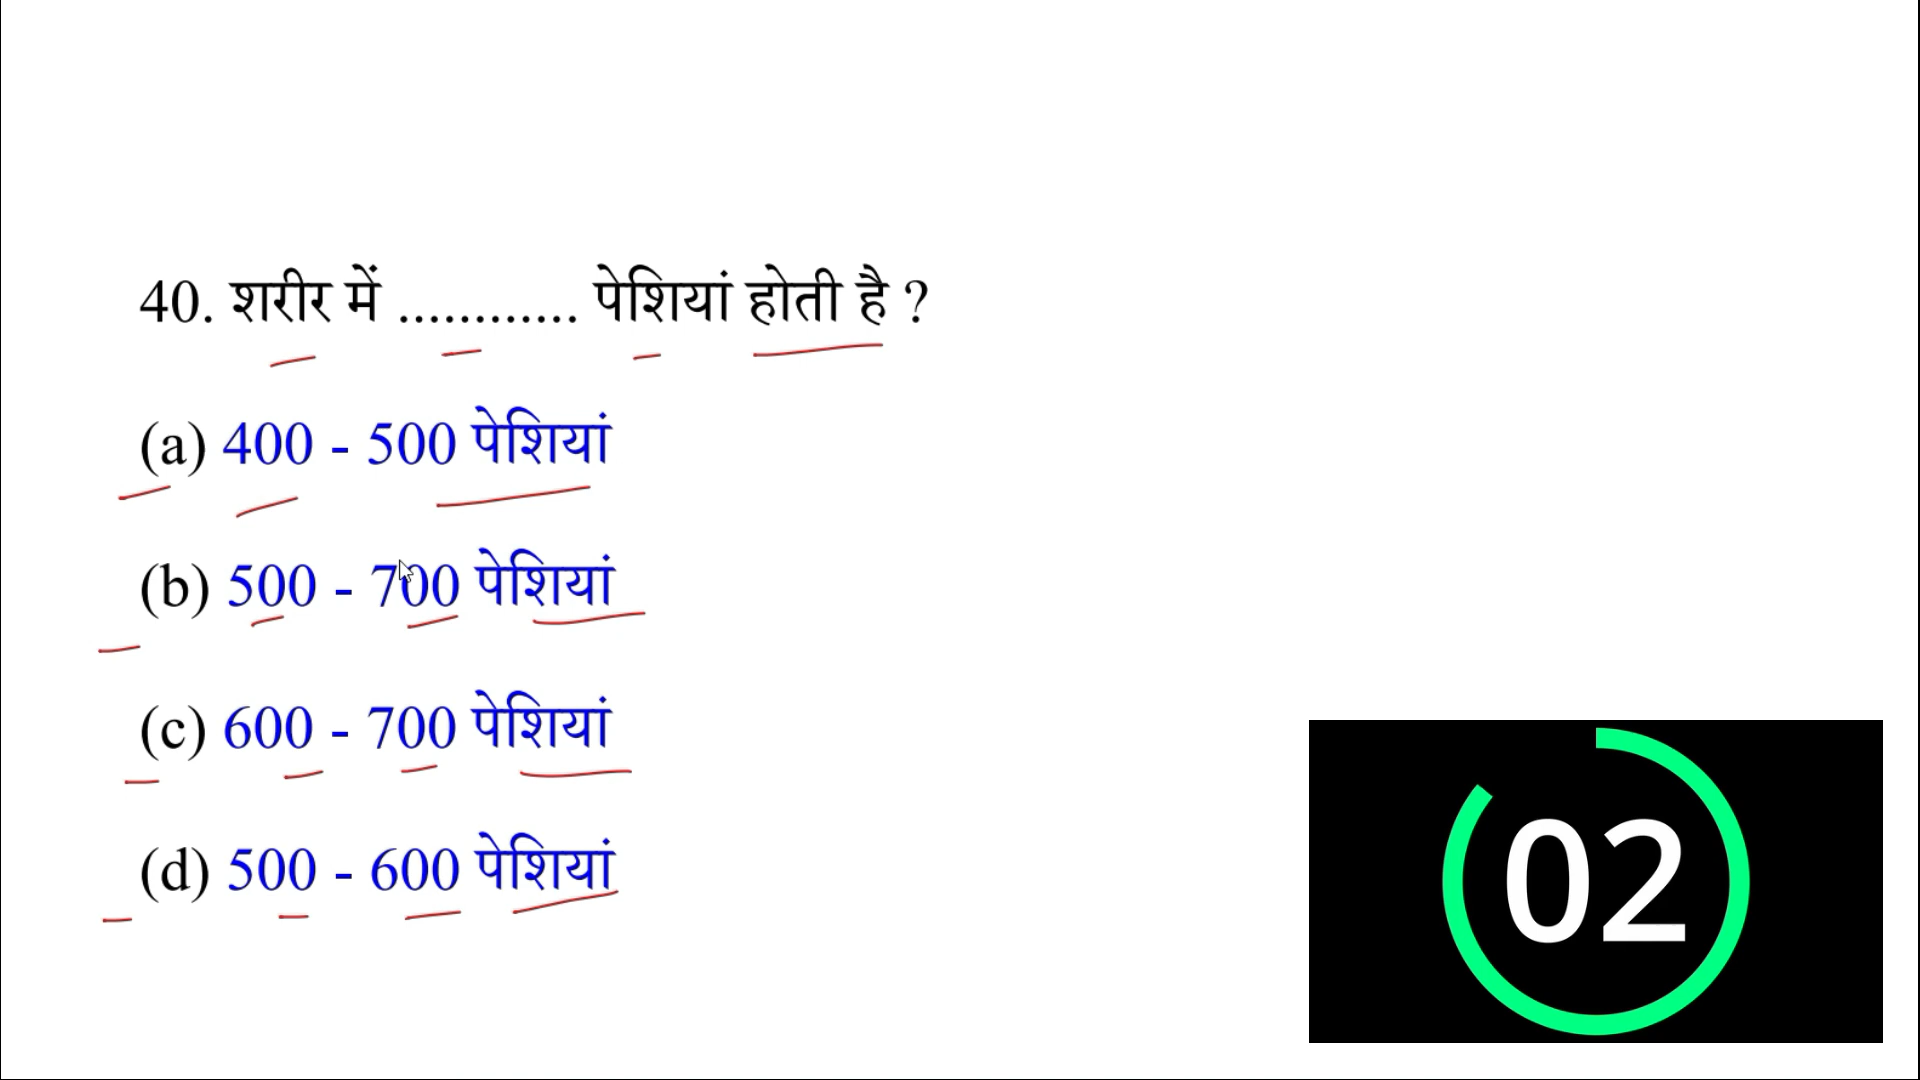 40. शरीर में ............ पेशियां होती है ?
(a) 400 - 500 पेशियां
(b) 500 - 700 पेशियां
(c) 600 - 700 पेशियां
(d) 500 - 600 पेशियां
02